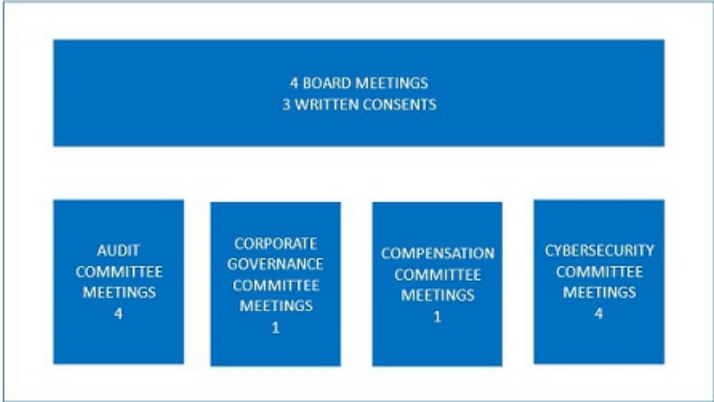 4 BOARD MEETINGS
3 WRITTEN CONSENTS
AUDIT
COMMITTEE
MEETINGS
4
CORPORATE
GOVERNANCE
COMMITTEE
MEETINGS
1
COMPENSATION
COMMITTEE
MEETINGS
1
CYBERSECURITY
COMMITTEE
MEETINGS
4